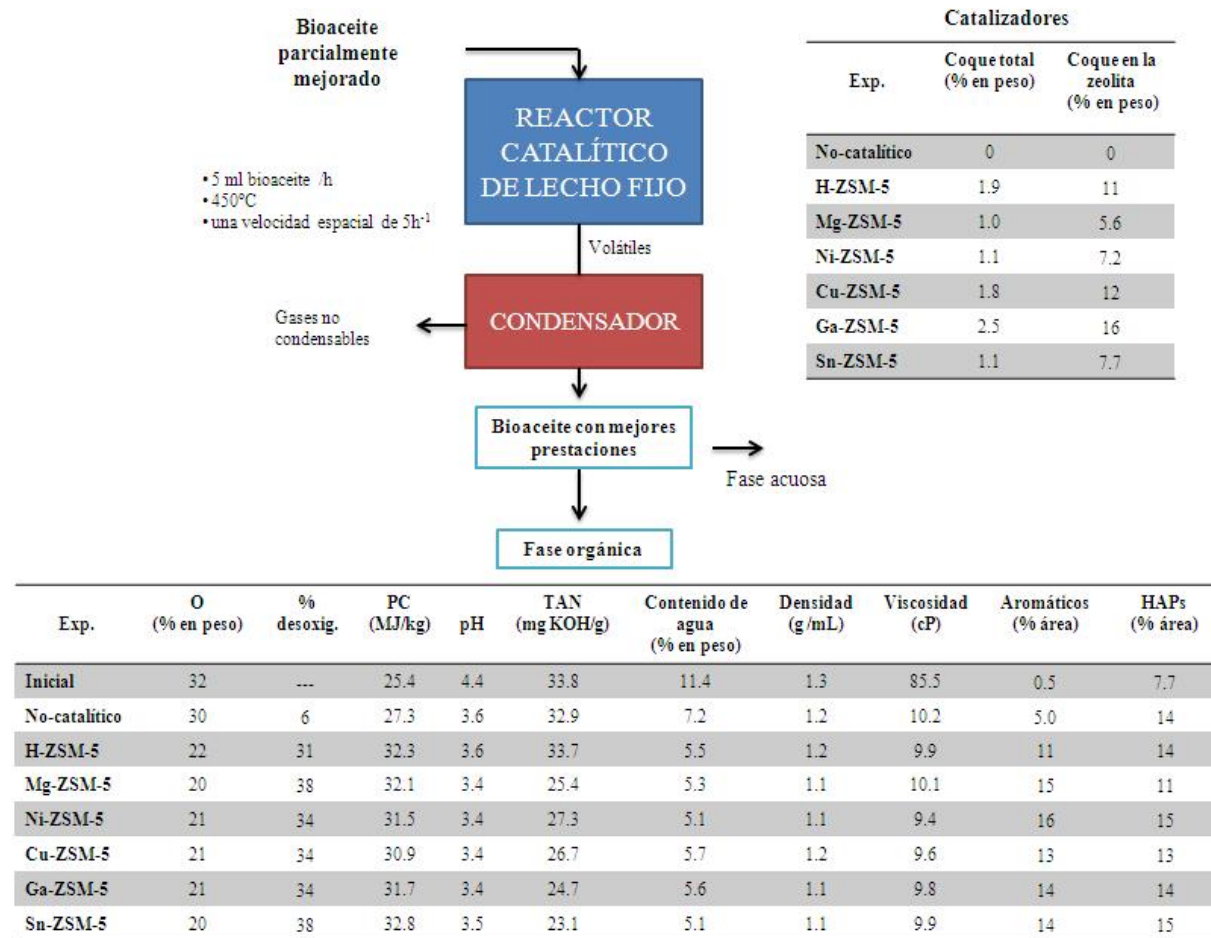 Bioaceite
parcialmente
mejorado
REACTOR
CATALÍTICO
DE LECHO FIJO
• 5 ml bioaceite /h
• 450ºC
• una velocidad espacial de 5h-1
Volátiles
CONDENSADOR
Gases no
condensables
Bioaceite con mejores
prestaciones
Fase acuosa
Fase orgánica
Catalizadores
Exp. Coque total (% en peso) Coque en la zeolita (% en peso)
No-catalítico 0 0
H-ZSM-5 1.9 11
Mg-ZSM-5 1.0 5.6
Ni-ZSM-5 1.1 7.2
Cu-ZSM-5 1.8 12
Ga-ZSM-5 2.5 16
Sn-ZSM-5 1.1 7.7
Exp. O (% en peso) % desoxig. PC (MJ/kg) pH TAN (mg KOH/g) Contenido de agua (% en peso) Densidad (g/mL) Viscosidad (cP) Aromáticos (% área) HAPs (% área)
Inicial 32 --- 25.4 4.4 33.8 11.4 1.3 85.5 0.5 7.7
No-catalítico 30 6 27.3 3.6 32.9 7.2 1.2 10.2 5.0 14
H-ZSM-5 22 31 32.3 3.6 33.7 5.5 1.2 9.9 11 14
Mg-ZSM-5 20 38 32.1 3.4 25.4 5.3 1.1 10.1 15 11
Ni-ZSM-5 21 34 31.5 3.4 27.3 5.1 1.1 9.4 16 15
Cu-ZSM-5 21 34 30.9 3.4 26.7 5.7 1.2 9.6 13 13
Ga-ZSM-5 21 34 31.7 3.4 24.7 5.6 1.1 9.8 14 14
Sn-ZSM-5 20 38 32.8 3.5 23.1 5.1 1.1 9.9 14 15